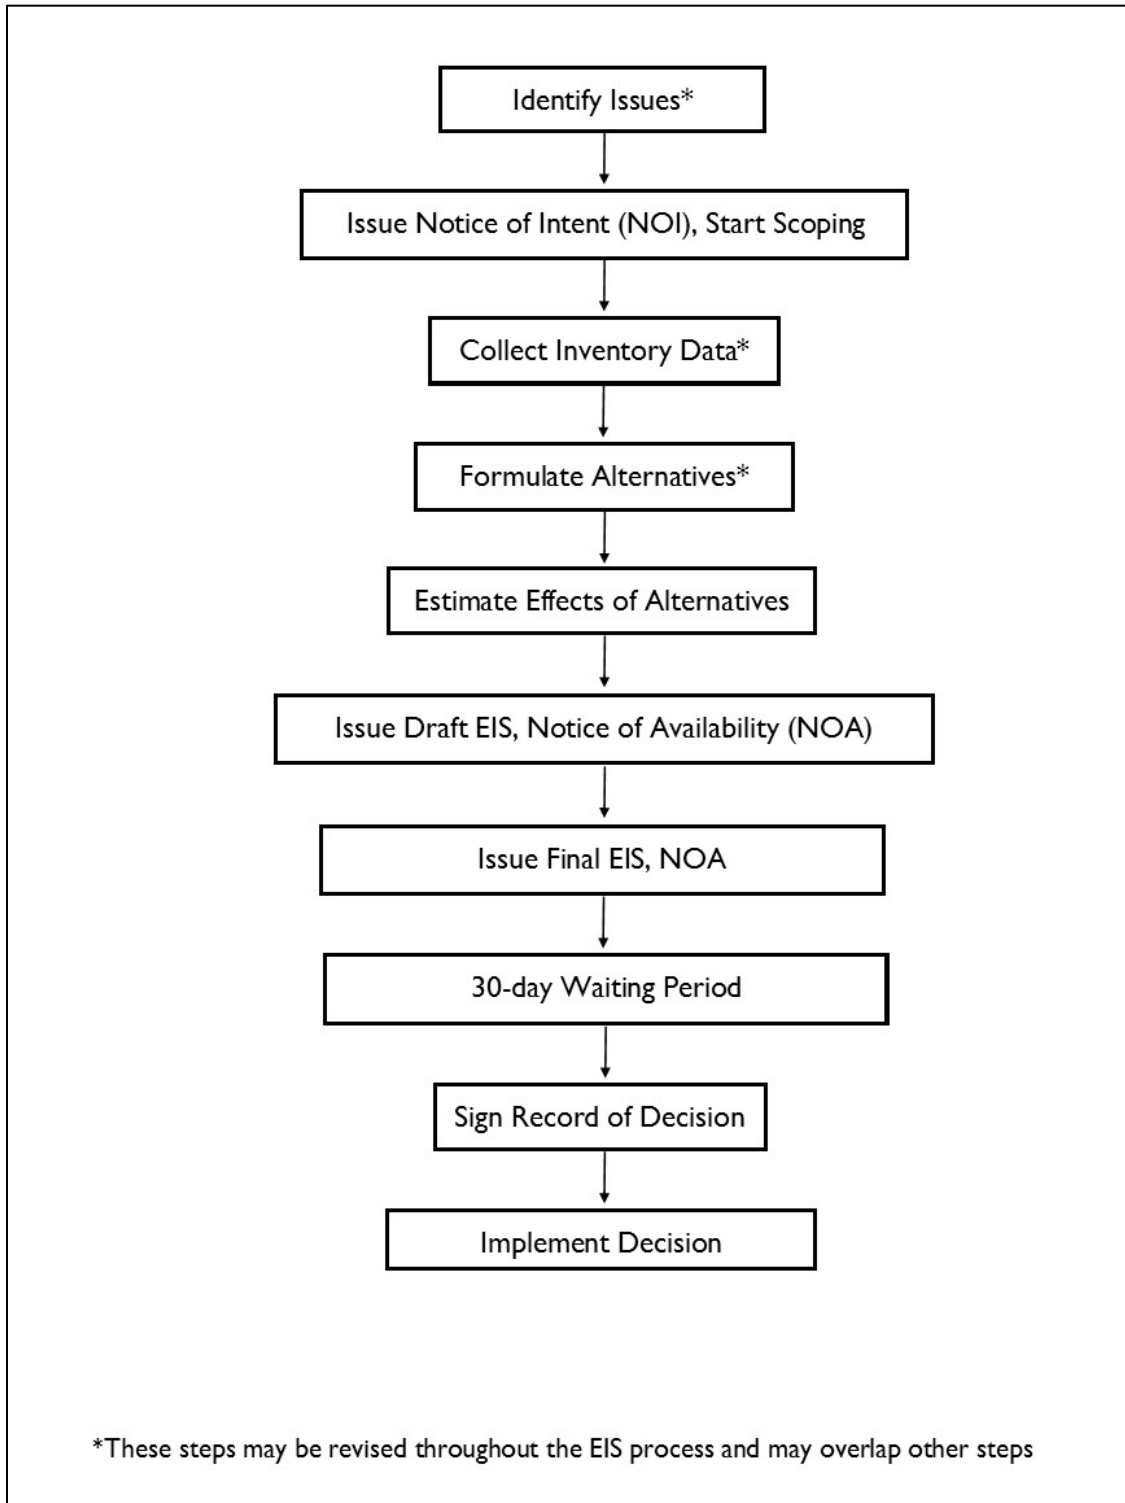 Identify Issues*
Issue Notice of Intent (NOI), Start Scoping
Collect Inventory Data*
Formulate Alternatives*
Estimate Effects of Alternatives
Issue Draft EIS, Notice of Availability (NOA)
Issue Final EIS, NOA
30-day Waiting Period
Sign Record of Decision
Implement Decision
*These steps may be revised throughout the EIS process and may overlap other steps